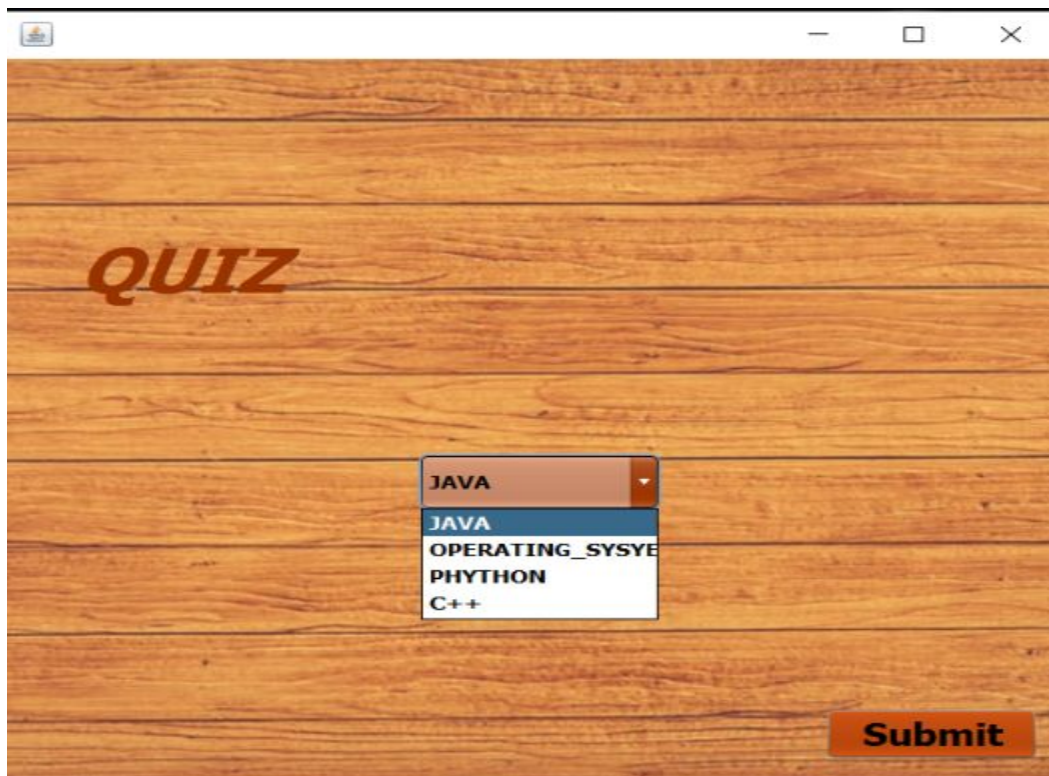 QUIZ
JAVA
JAVA
OPERATING_SYSYE
PHYTHON
C++
Submit